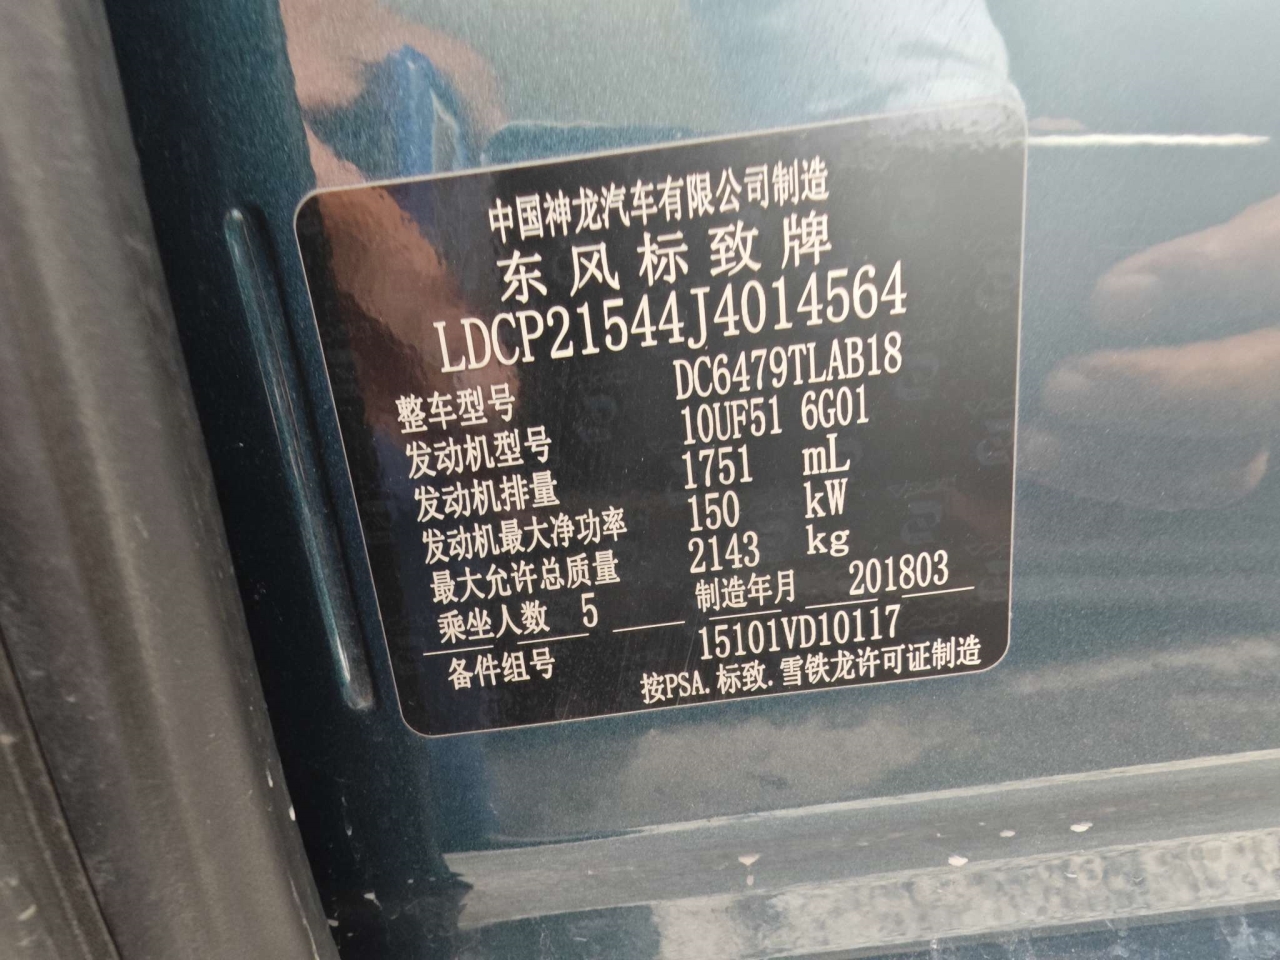 中国神龙汽车有限公司制造
东风标致牌
LDCP21544J4014564
整车型号 DC6479TLAB18
发动机型号 10UF51 6G01
发动机排量 1751 mL
发动机最大净功率 150 kW
最大允许总质量 2143 kg
乘坐人数 5 制造年月 201803
备件组号 15101VD10117
按PSA.标致.雪铁龙许可证制造